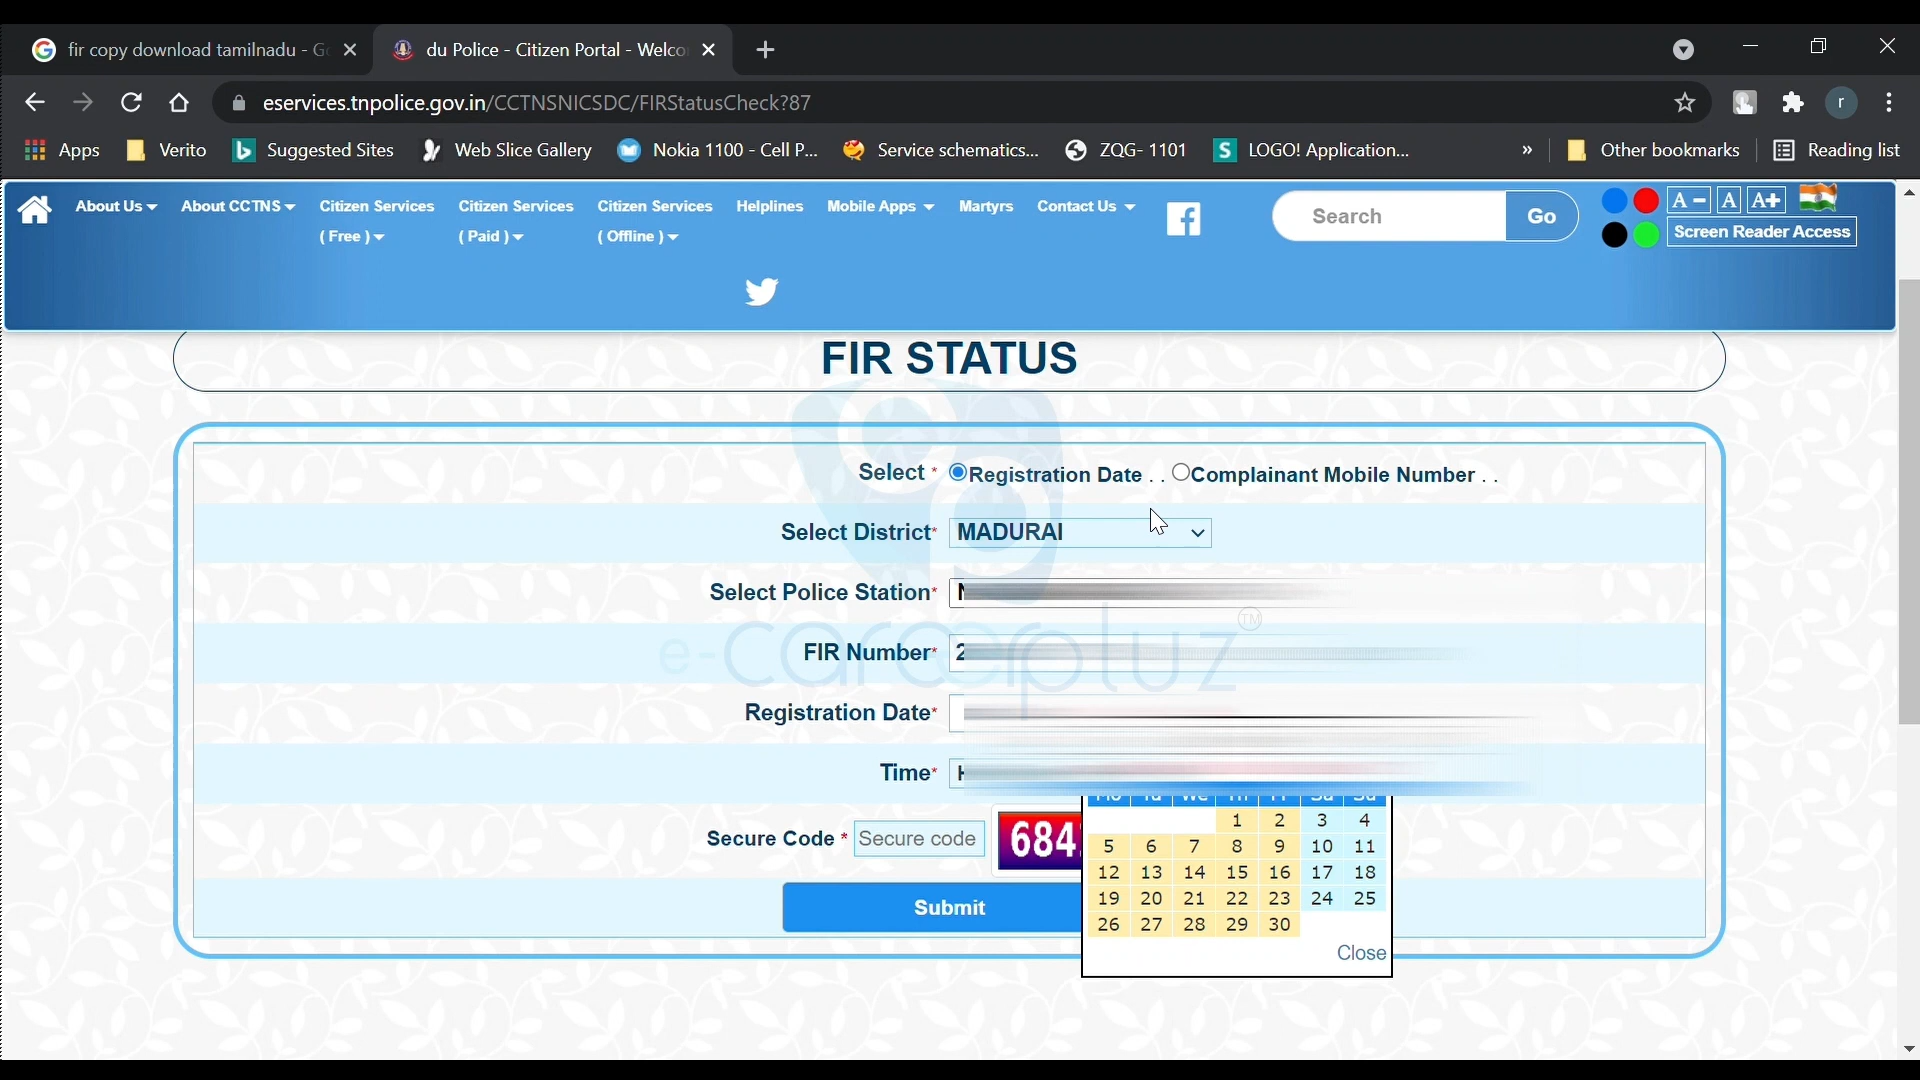 fir copy download tamilnadu - G
du Police - Citizen Portal - Welco
eservices.tnpolice.gov.in/CCTNSNICSDC/FIRStatusCheck?87
r
Apps
Verito
Suggested Sites
Web Slice Gallery
Nokia 1100 - Cell P...
Service schematics...
ZQG- 1101
LOGO! Application...
»
Other bookmarks
Reading list
About Us
About CCTNS
Citizen Services
( Free )
Citizen Services
( Paid )
Citizen Services
( Offline )
Helplines
Mobile Apps
Martyrs
Contact Us
Search
Go
A -
A
A+
Screen Reader Access
FIR STATUS
Select * Registration Date . . Complainant Mobile Number . .
Select District* MADURAI
Select Police Station*
e-careerpluz TM
FIR Number* 2
Registration Date*
Time*
Secure Code * Secure code 684
1 2 3 4
5 6 7 8 9 10 11
12 13 14 15 16 17 18
19 20 21 22 23 24 25
26 27 28 29 30
Close
Submit